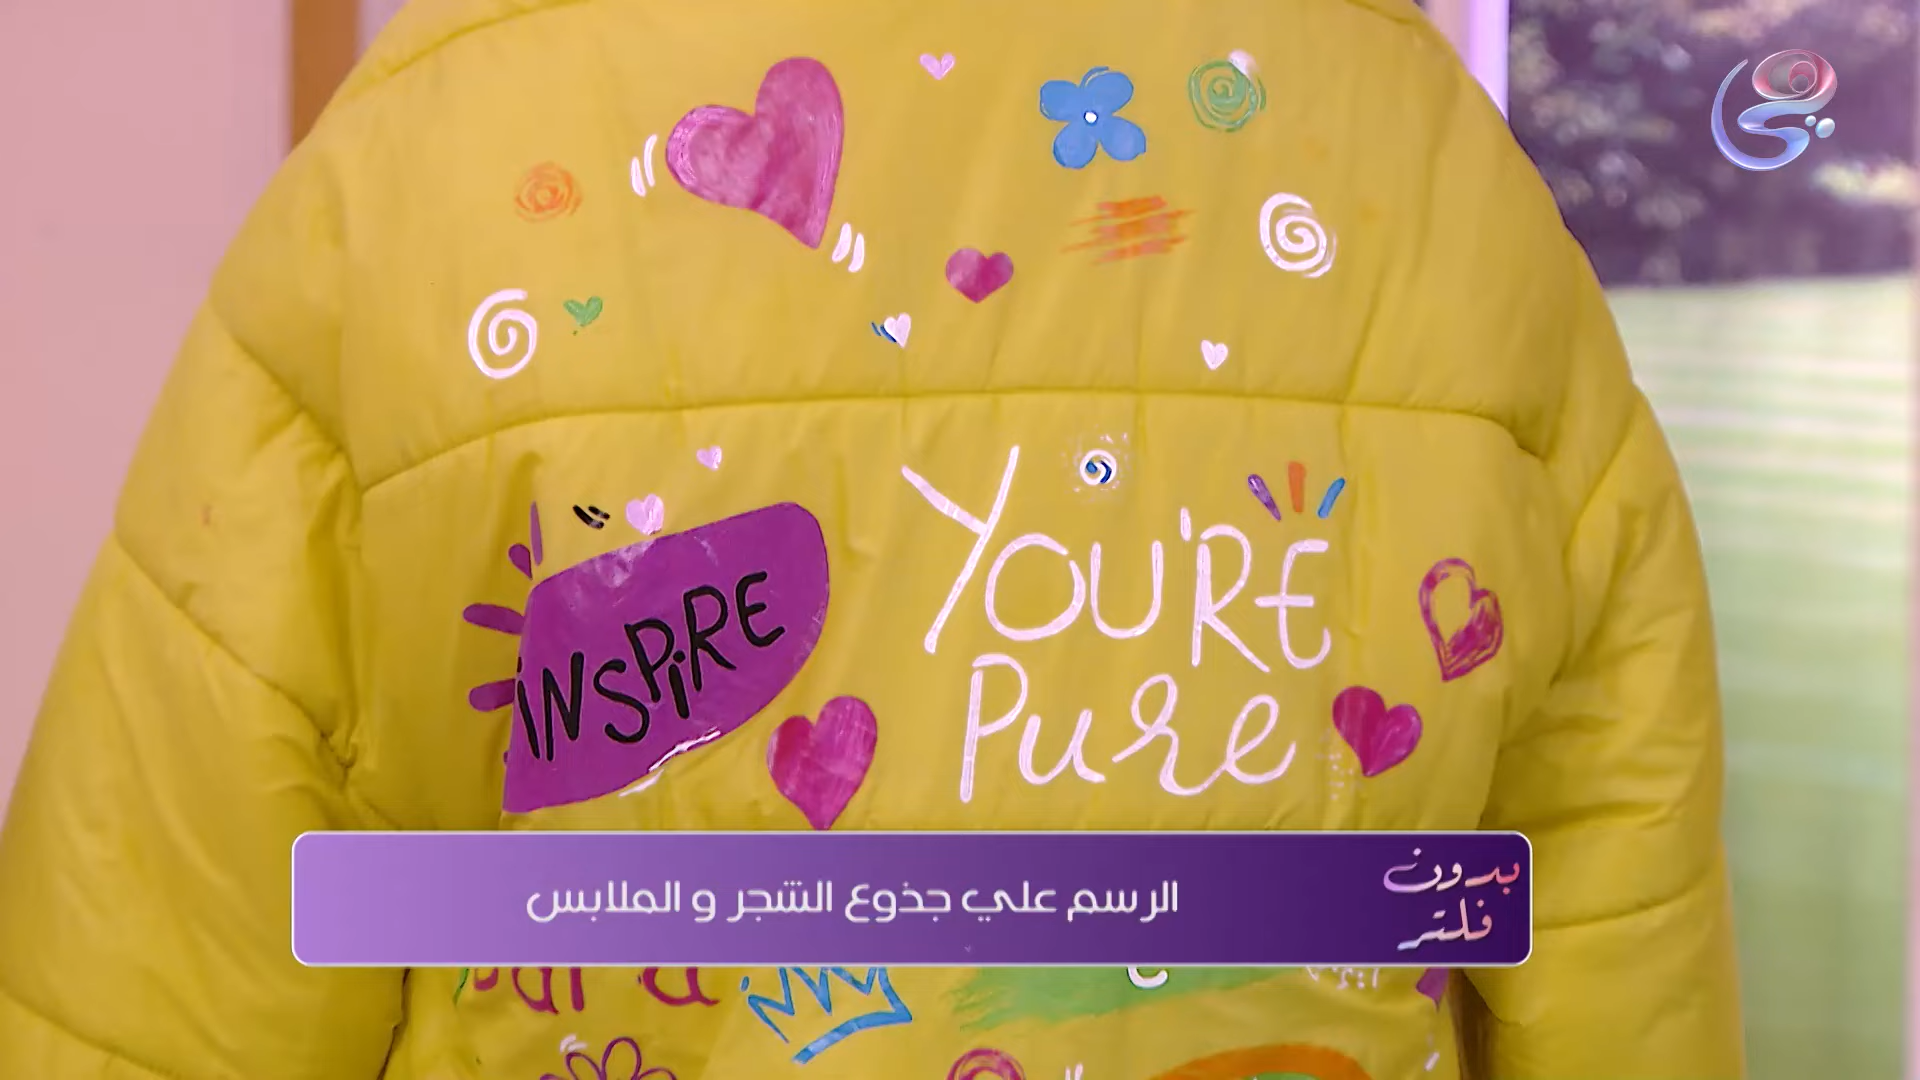 INSPIRE
YOU'RE
Pure
الرسم علي جذوع الشجر و الملابس
بدون
فلتر